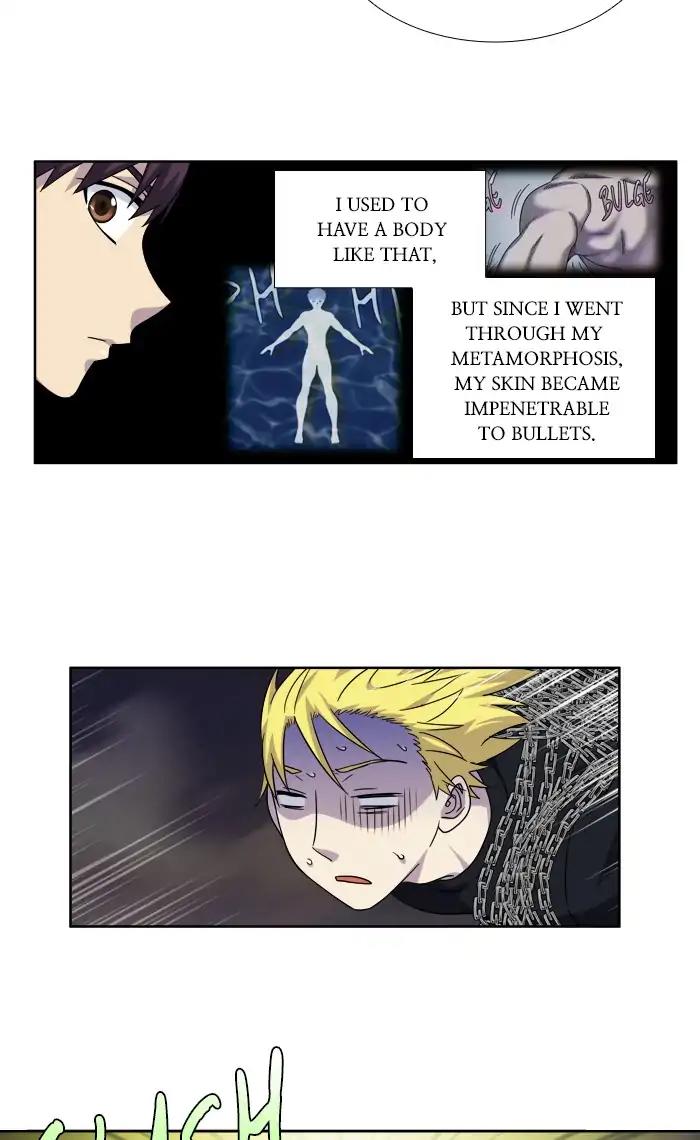 I USED TO
HAVE A BODY
LIKE THAT,
BULGE
BUT SINCE I WENT
THROUGH MY
METAMORPHOSIS,
MY SKIN BECAME
IMPENETRABLE
TO BULLETS.